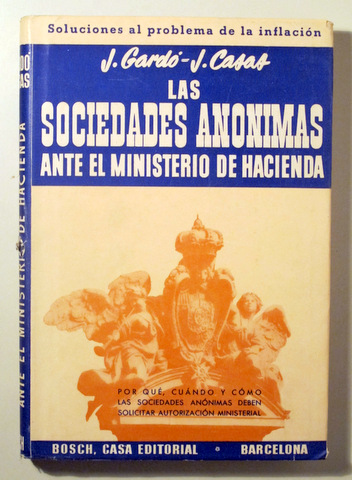 Soluciones al problema de la inflación
J. Gardó - J. Casas
LAS
SOCIEDADES ANONIMAS
ANTE EL MINISTERIO DE HACIENDA
POR QUÉ, CUÁNDO Y CÓMO
LAS SOCIEDADES ANÓNIMAS DEBEN
SOLICITAR AUTORIZACIÓN MINISTERIAL
BOSCH, CASA EDITORIAL • BARCELONA
ANTE EL MINISTERIO DE HACIENDA